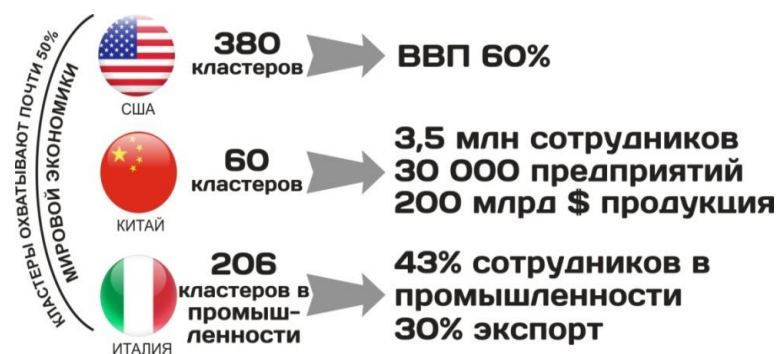 КЛАСТЕРЫ ОХВАТЫВАЮТ ПОЧТИ 50%
МИРОВОЙ ЭКОНОМИКИ
США
380
кластеров
ВВП 60%
КИТАЙ
60
кластеров
3,5 млн сотрудников
30 000 предприятий
200 млрд $ продукция
ИТАЛИЯ
206
кластеров в
промыш-
ленности
43% сотрудников в
промышленности
30% экспорт